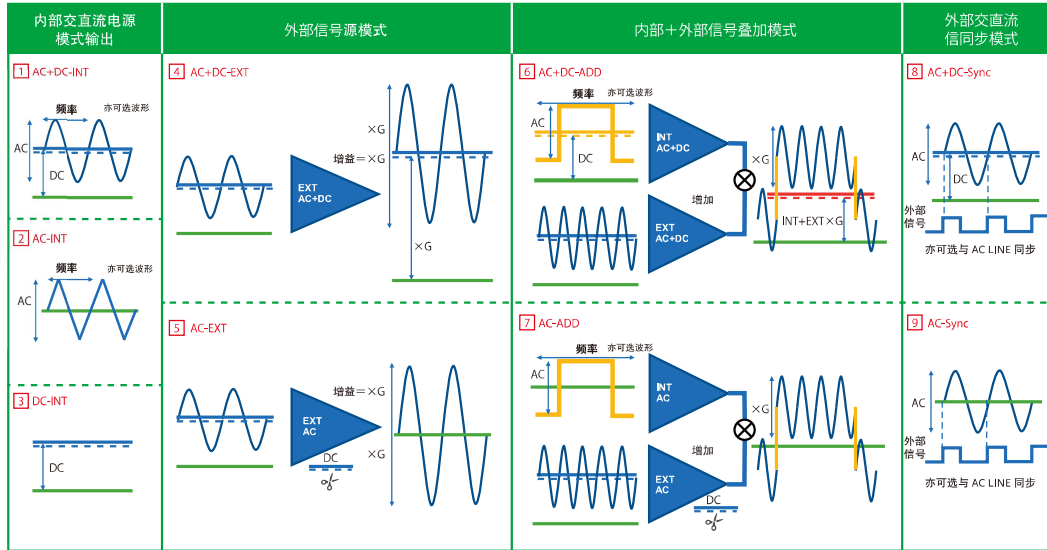 内部交直流电源
模式输出
外部信号源模式
内部＋外部信号叠加模式
外部交直流
信同步模式
1 AC+DC-INT
频率 亦可选波形
AC
DC
2 AC-INT
频率 亦可选波形
AC
3 DC-INT
DC
4 AC+DC-EXT
增益＝×G
EXT
AC+DC
×G
×G
5 AC-EXT
增益＝×G
EXT
AC
DC
×G
6 AC+DC-ADD
频率 亦可选波形
AC
DC
INT
AC+DC
增加
EXT
AC+DC
×G
INT+EXT×G
7 AC-ADD
频率 亦可选波形
AC
INT
AC
增加
EXT
AC
DC
×G
8 AC+DC-Sync
AC
DC
外部
信号
亦可选与 AC LINE 同步
9 AC-Sync
AC
外部
信号
亦可选与 AC LINE 同步